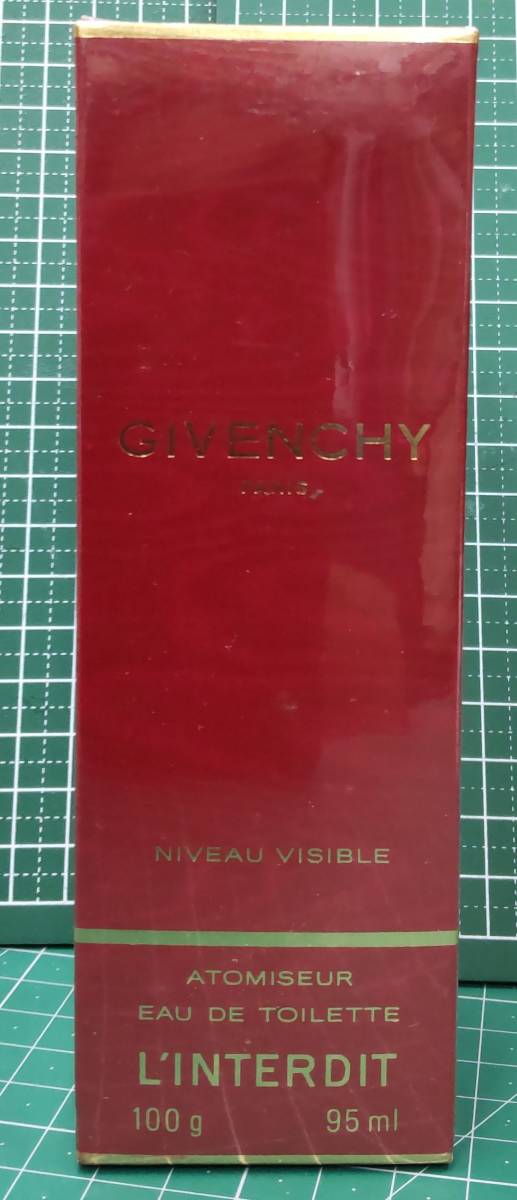 GIVENCHY
PARIS
NIVEAU VISIBLE
ATOMISEUR
EAU DE TOILETTE
L'INTERDIT
100 g 95 ml